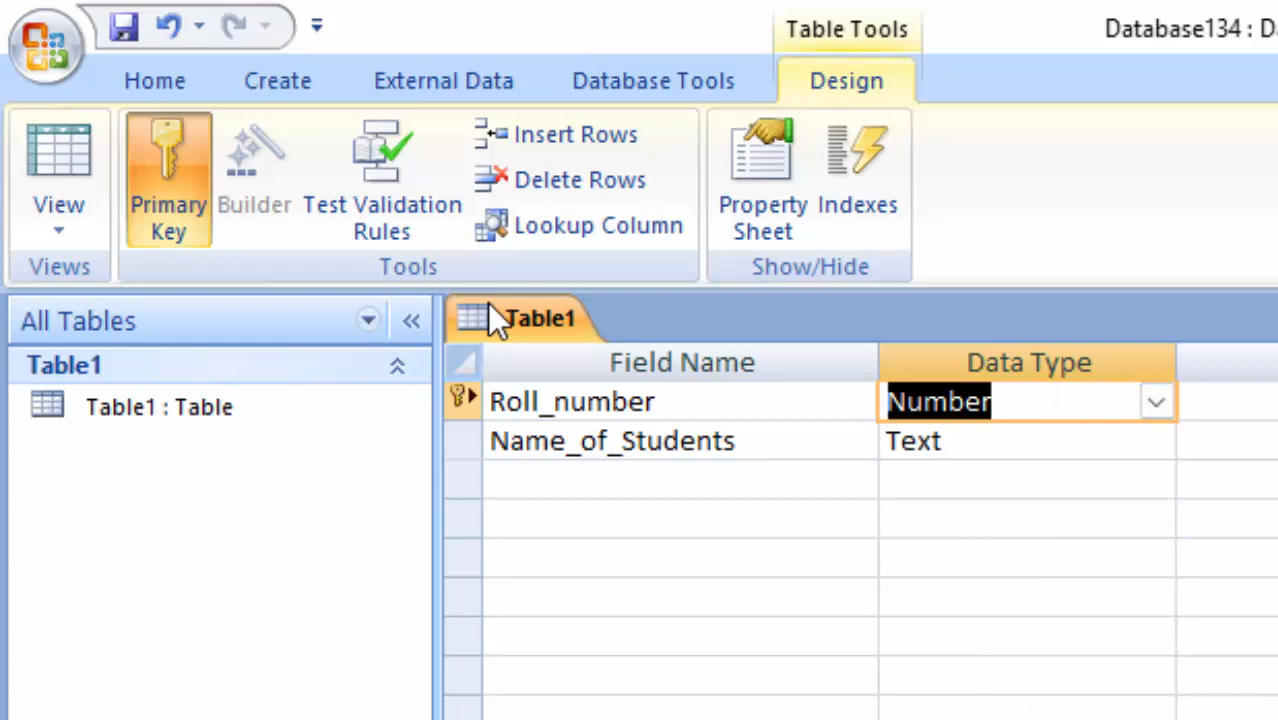 Table Tools
Database134 : Da
Home Create External Data Database Tools Design
View
Primary Key
Builder
Test Validation Rules
Insert Rows
Delete Rows
Lookup Column
Property Sheet
Indexes
Views Tools Show/Hide
All Tables
Table1
Table1 : Table
Table1
Field Name Data Type
Roll_number Number
Name_of_Students Text